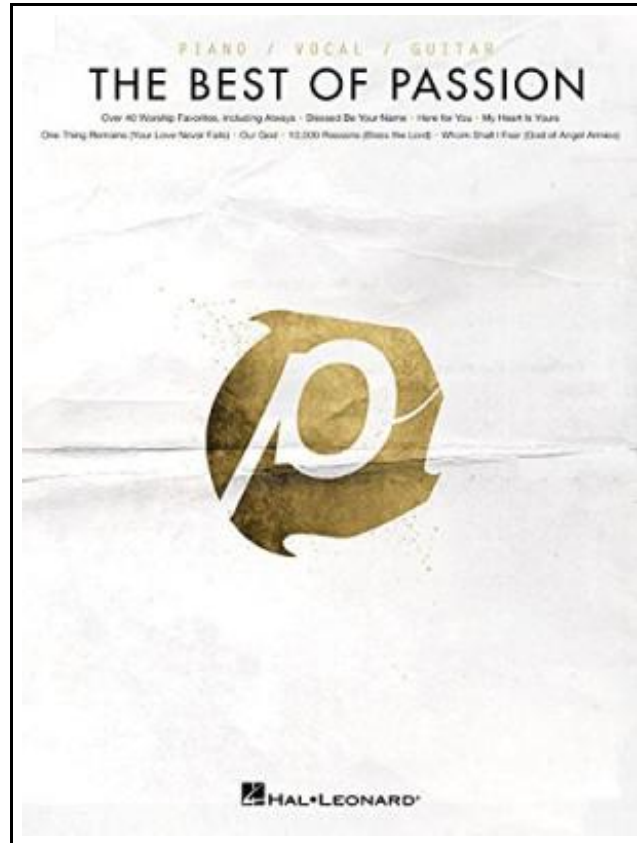 PIANO / VOCAL / GUITAR
THE BEST OF PASSION
Over 40 Worship Favorites, Including Always · Blessed Be Your Name · Here for You · My Heart Is Yours
One Thing Remains (Your Love Never Fails) · Our God · 10,000 Reasons (Bless the Lord) · Whom Shall I Fear (God of Angel Armies)
p
HAL•LEONARD®